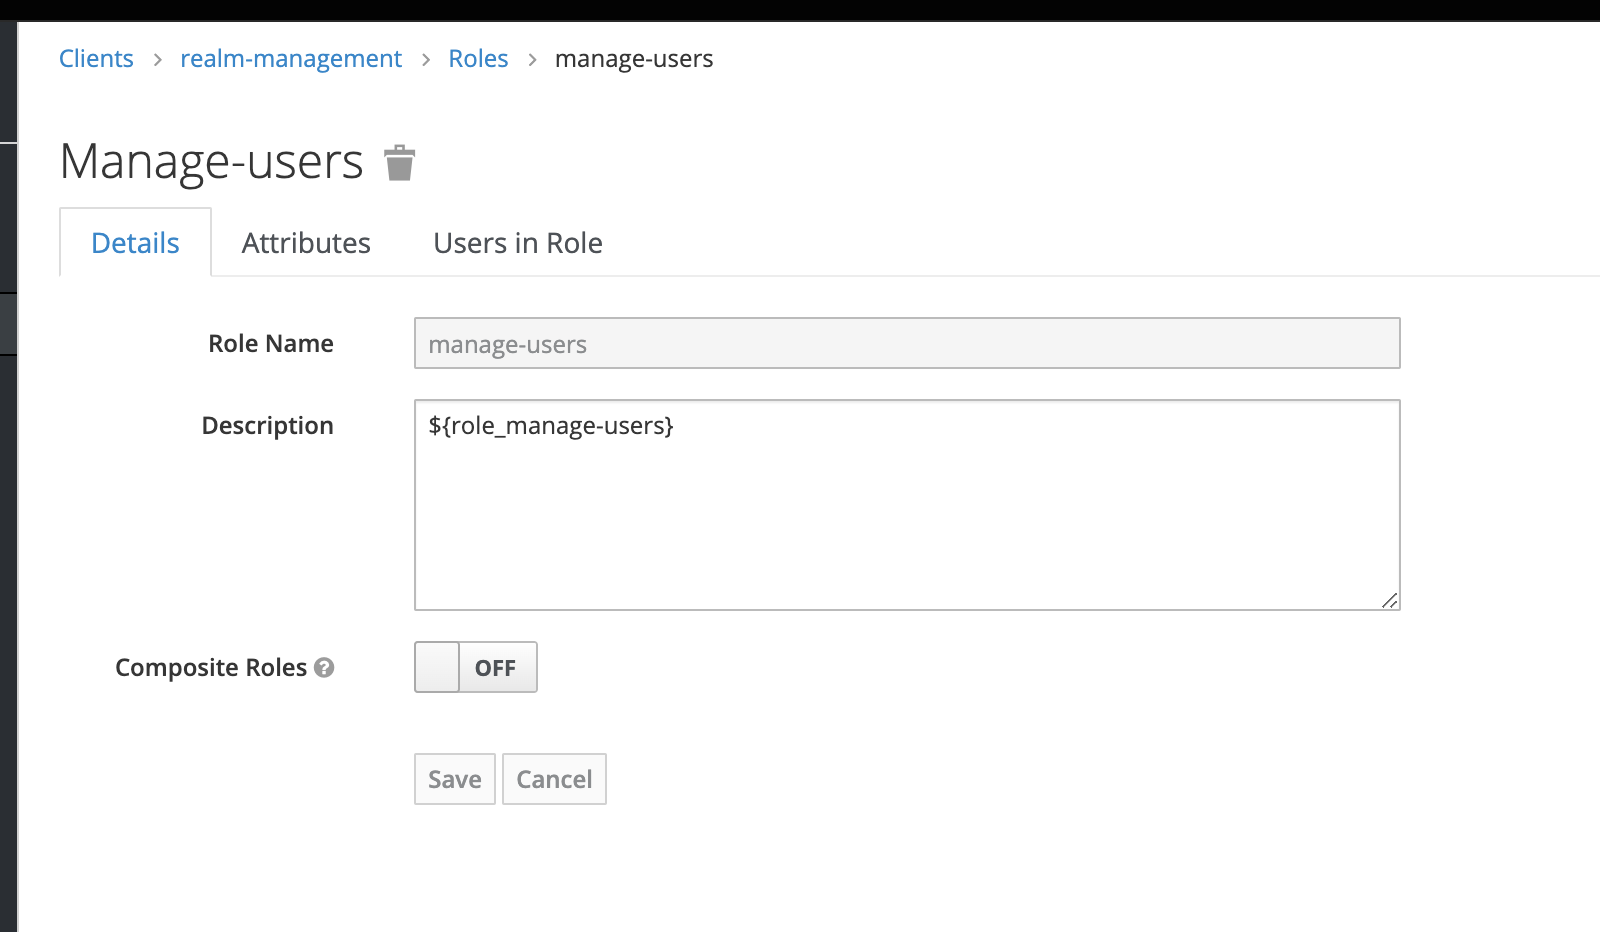 Clients > realm-management > Roles > manage-users
Manage-users
Details Attributes Users in Role
Role Name manage-users
Description ${role_manage-users}
Composite Roles ? OFF
Save Cancel